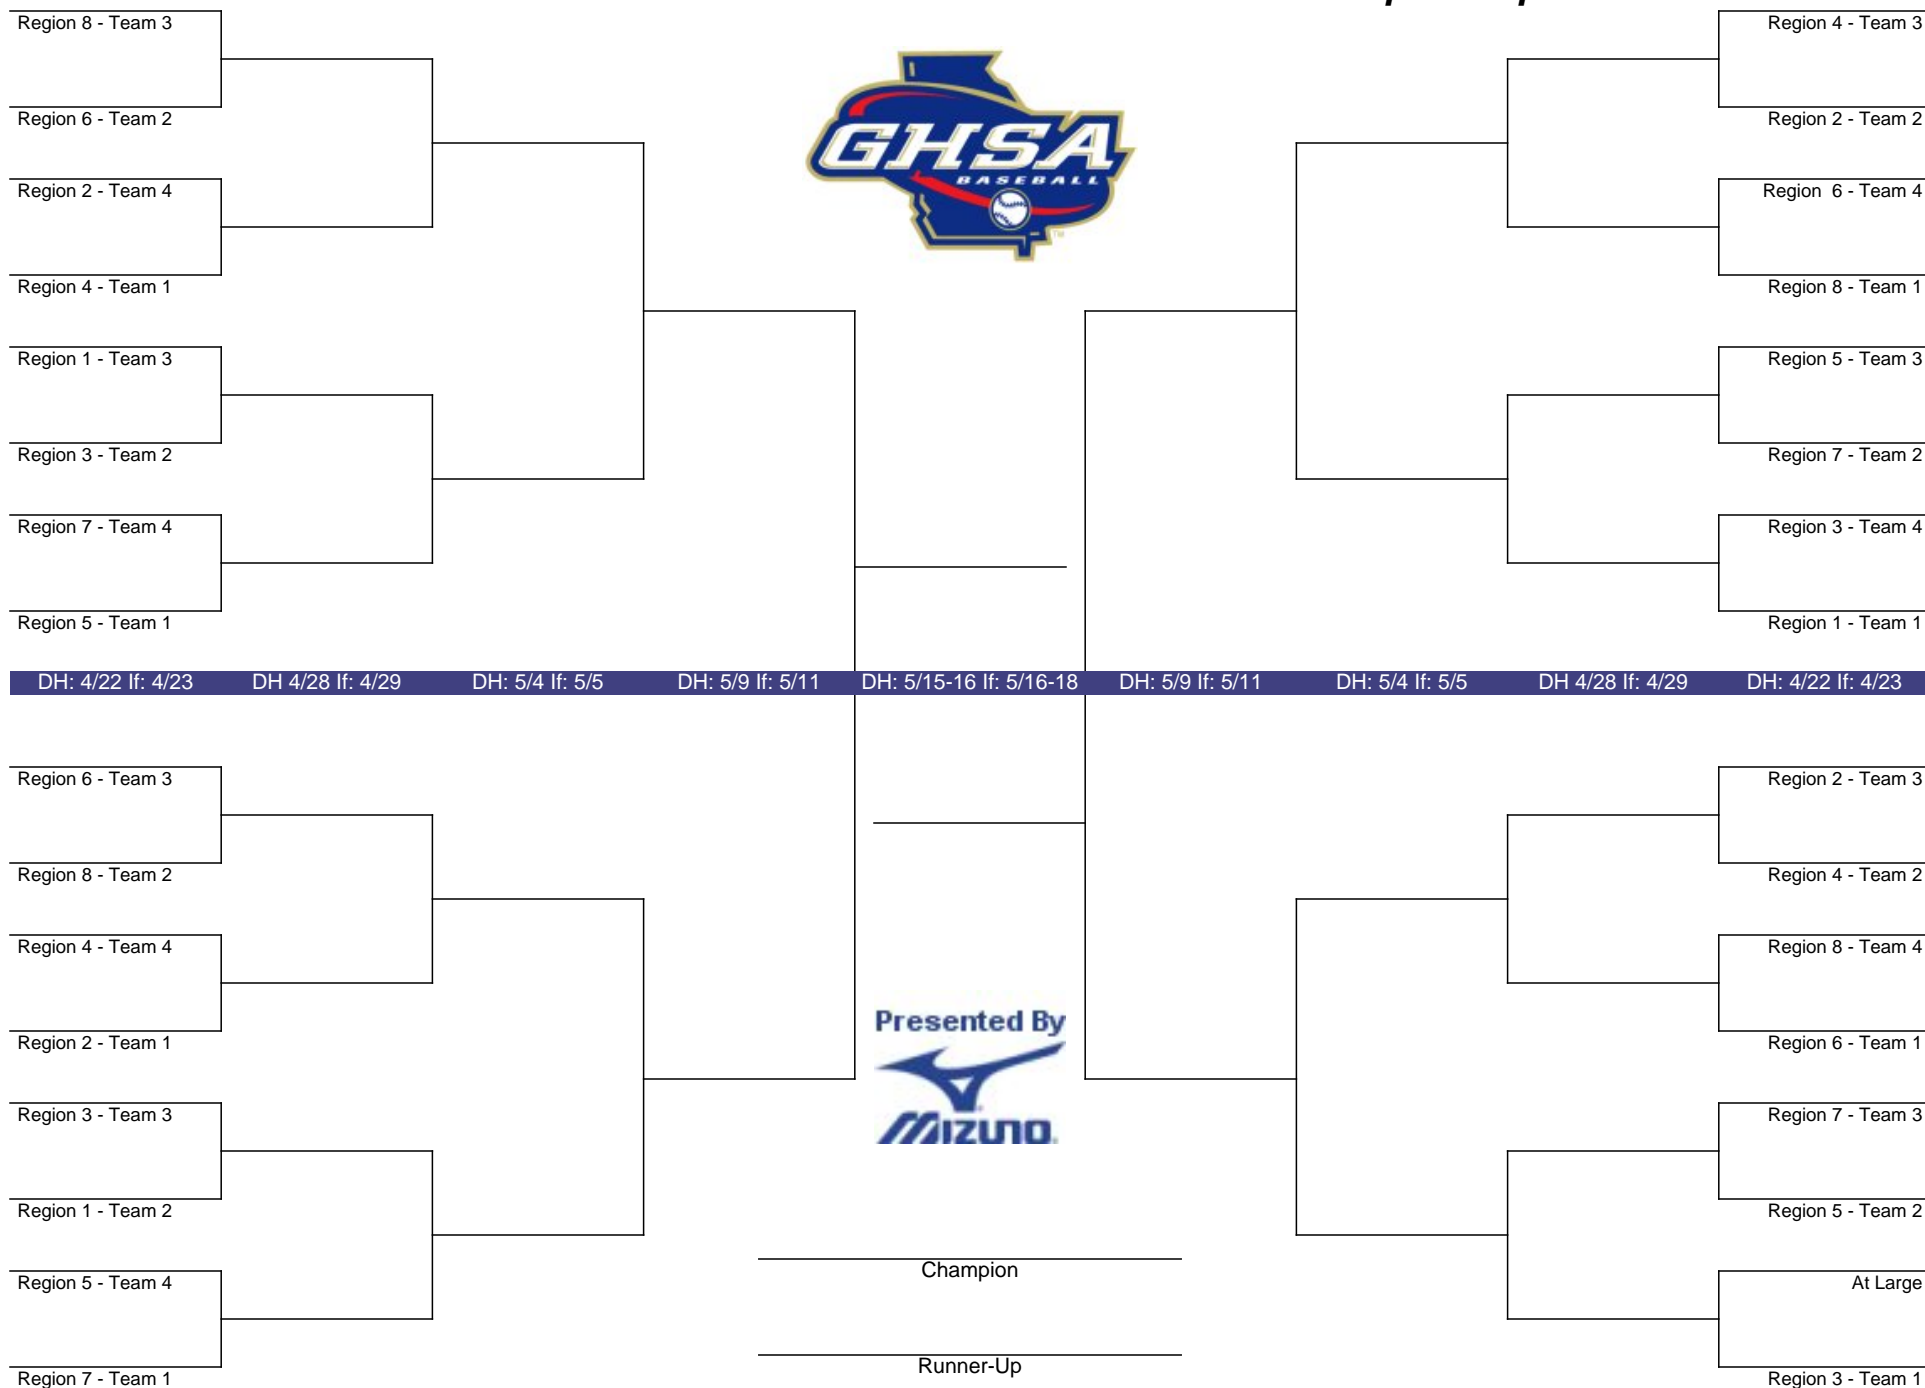 Region 8 - Team 3
Region 6 - Team 2
Region 2 - Team 4
Region 4 - Team 1
Region 1 - Team 3
Region 3 - Team 2
Region 7 - Team 4
Region 5 - Team 1
GHSA
BASEBALL
TM
Region 4 - Team 3
Region 2 - Team 2
Region 6 - Team 4
Region 8 - Team 1
Region 5 - Team 3
Region 7 - Team 2
Region 3 - Team 4
Region 1 - Team 1
DH: 4/22 If: 4/23 DH 4/28 If: 4/29 DH: 5/4 If: 5/5 DH: 5/9 If: 5/11 DH: 5/15-16 If: 5/16-18 DH: 5/9 If: 5/11 DH: 5/4 If: 5/5 DH 4/28 If: 4/29 DH: 4/22 If: 4/23
Region 6 - Team 3
Region 8 - Team 2
Region 4 - Team 4
Region 2 - Team 1
Region 3 - Team 3
Region 1 - Team 2
Region 5 - Team 4
Region 7 - Team 1
Presented By
MIZUNO
Champion
Runner-Up
Region 2 - Team 3
Region 4 - Team 2
Region 8 - Team 4
Region 6 - Team 1
Region 7 - Team 3
Region 5 - Team 2
At Large
Region 3 - Team 1